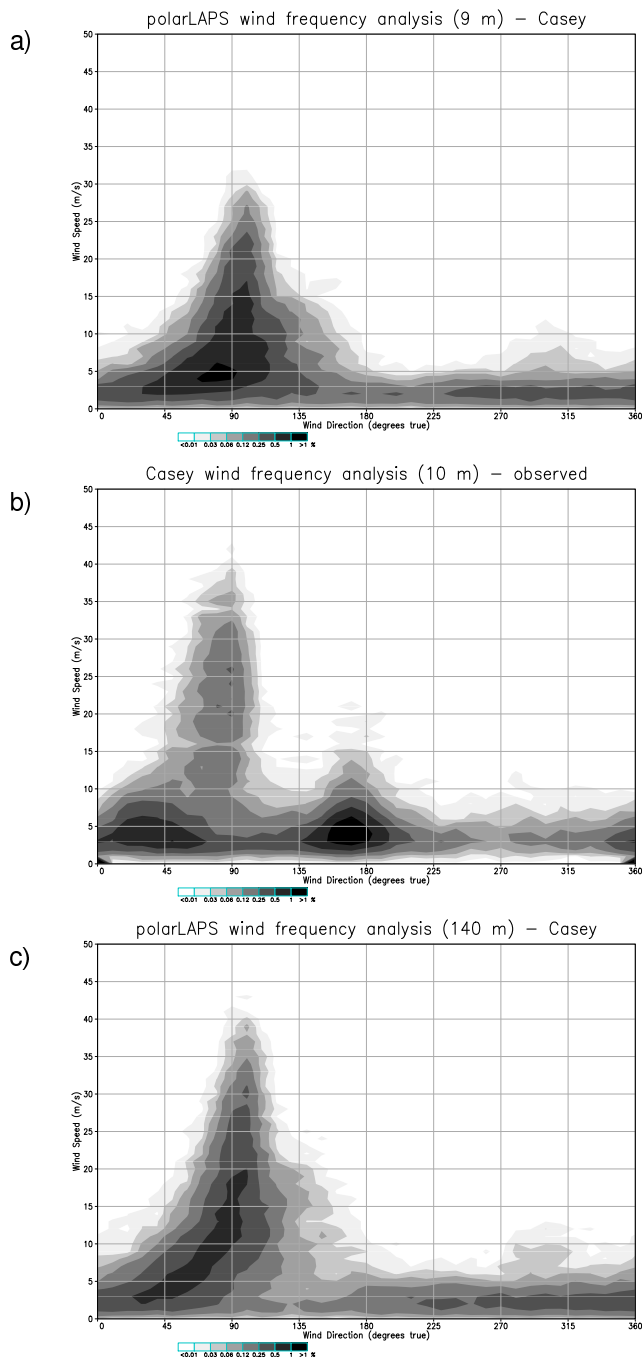 a)
polarLAPS wind frequency analysis (9 m) – Casey
50
45
40
35
30
25
20
15
10
5
0
Wind Speed (m/s)
0 45 90 135 180 225 270 315 360
Wind Direction (degrees true)
<0.01 0.03 0.06 0.12 0.25 0.5 1 >1 %
b)
Casey wind frequency analysis (10 m) – observed
50
45
40
35
30
25
20
15
10
5
0
Wind Speed (m/s)
0 45 90 135 180 225 270 315 360
Wind Direction (degrees true)
<0.01 0.03 0.06 0.12 0.25 0.5 1 >1 %
c)
polarLAPS wind frequency analysis (140 m) – Casey
50
45
40
35
30
25
20
15
10
5
0
Wind Speed (m/s)
0 45 90 135 180 225 270 315 360
Wind Direction (degrees true)
<0.01 0.03 0.06 0.12 0.25 0.5 1 >1 %